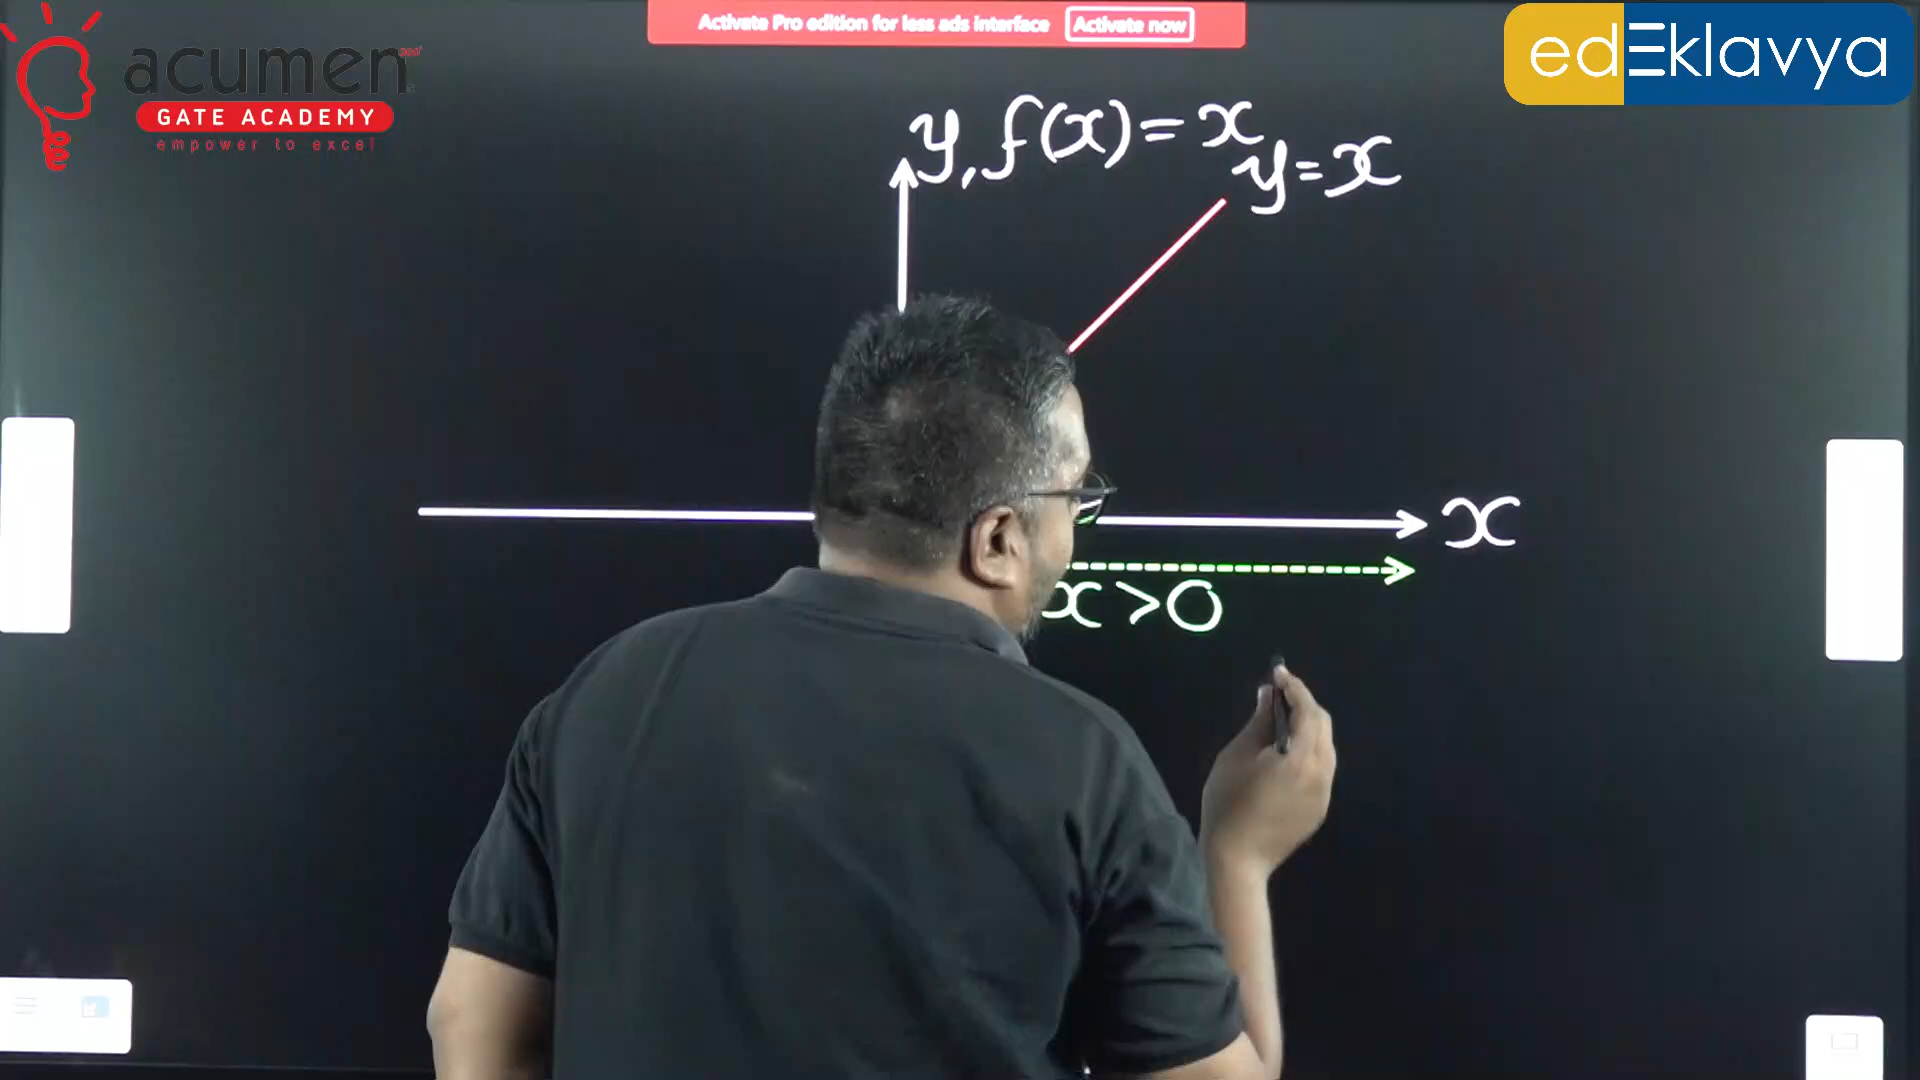 Activate Pro edition for less ads interface Activate now
acumen
GATE ACADEMY
empower to excel
edEklavya
y, f(x) = x
y = x
x
x > 0